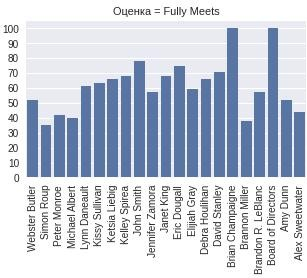 Оценка = Fully Meets
100
90
80
70
60
50
40
30
20
10
0
Webster Butler
Simon Roup
Peter Monroe
Michael Albert
Lynn Daneault
Kissy Sullivan
Ketsia Liebig
Kelley Spirea
John Smith
Jennifer Zamora
Janet King
Eric Dougall
Elijiah Gray
Debra Houlihan
David Stanley
Brian Champaigne
Brannon Miller
Brandon R. LeBlanc
Board of Directors
Amy Dunn
Alex Sweetwater